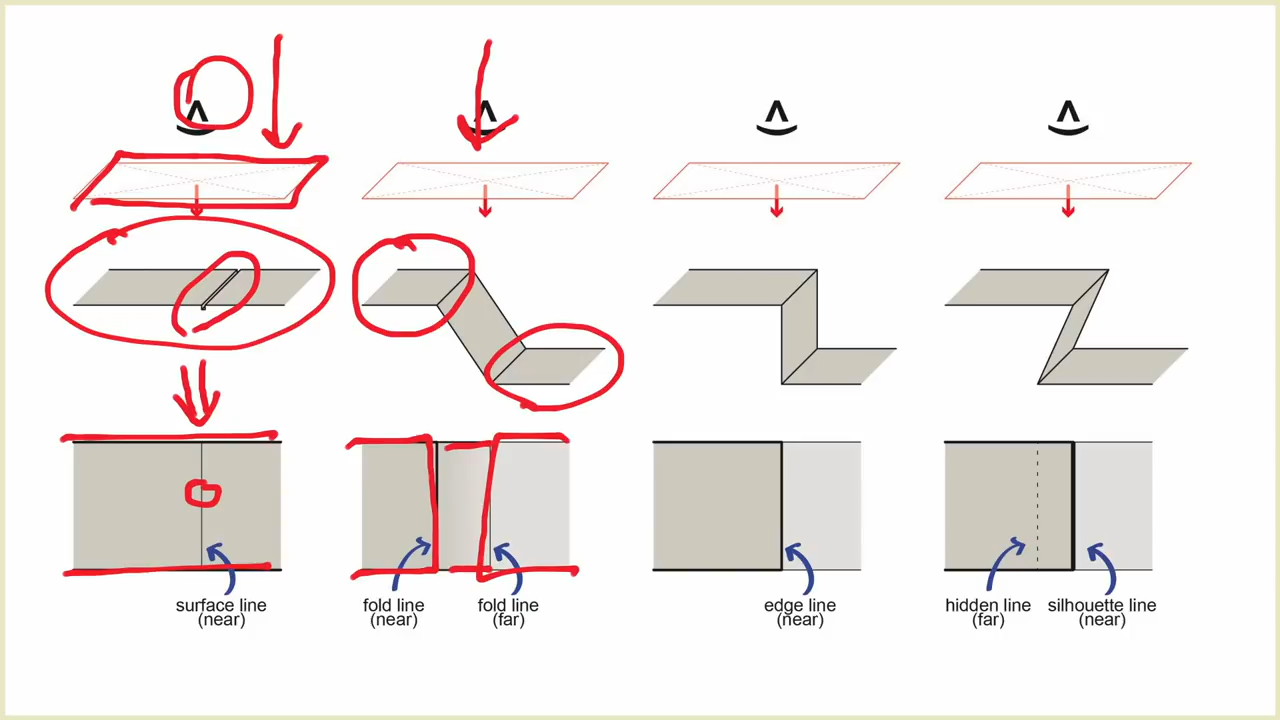 surface line
(near)
fold line
(near)
fold line
(far)
edge line
(near)
hidden line
(far)
silhouette line
(near)